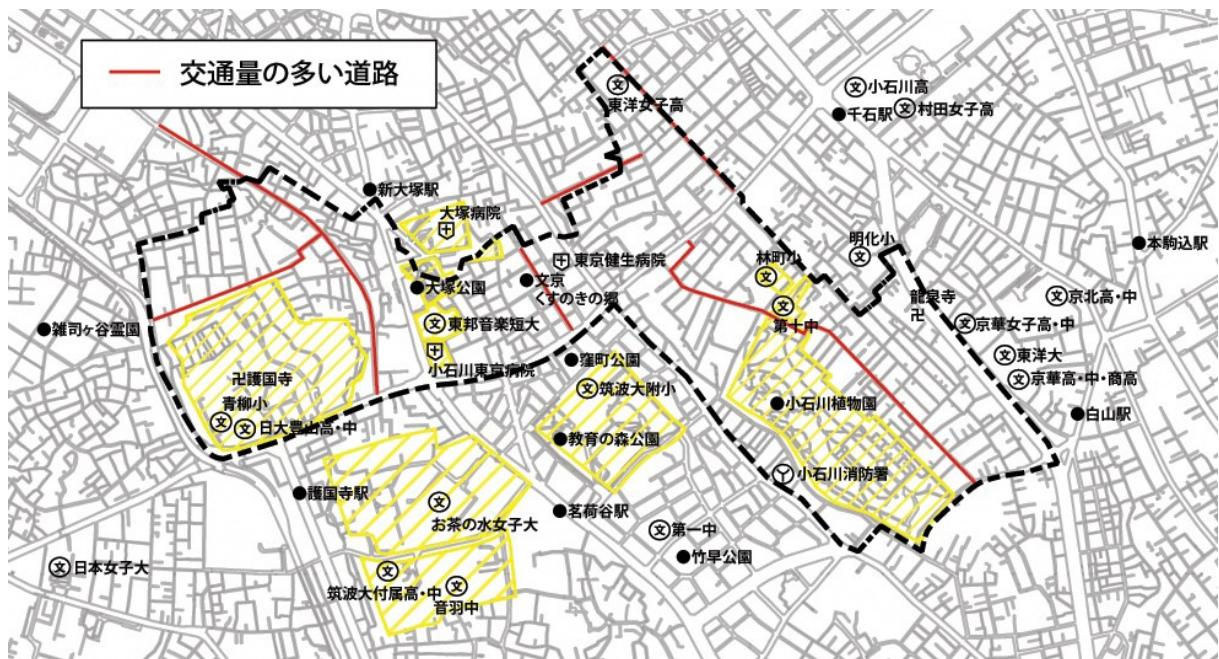 交通量の多い道路
東洋女子高
小石川高
千石駅
村田女子高
新大塚駅
大塚病院
明化小
本駒込駅
東京健生病院
林町小
大塚公園
文京
くすのきの郷
龍泉寺
京北高・中
第十中
京華女子高・中
東邦音楽短大
雑司ヶ谷霊園
東洋大
小石川東京病院
窪町公園
京華高・中・商高
卍護国寺
筑波大附小
小石川植物園
白山駅
青柳小
日大豊山高・中
教育の森公園
小石川消防署
護国寺駅
お茶の水女子大
茗荷谷駅
第一中
竹早公園
日本女子大
筑波大付属高・中
音羽中